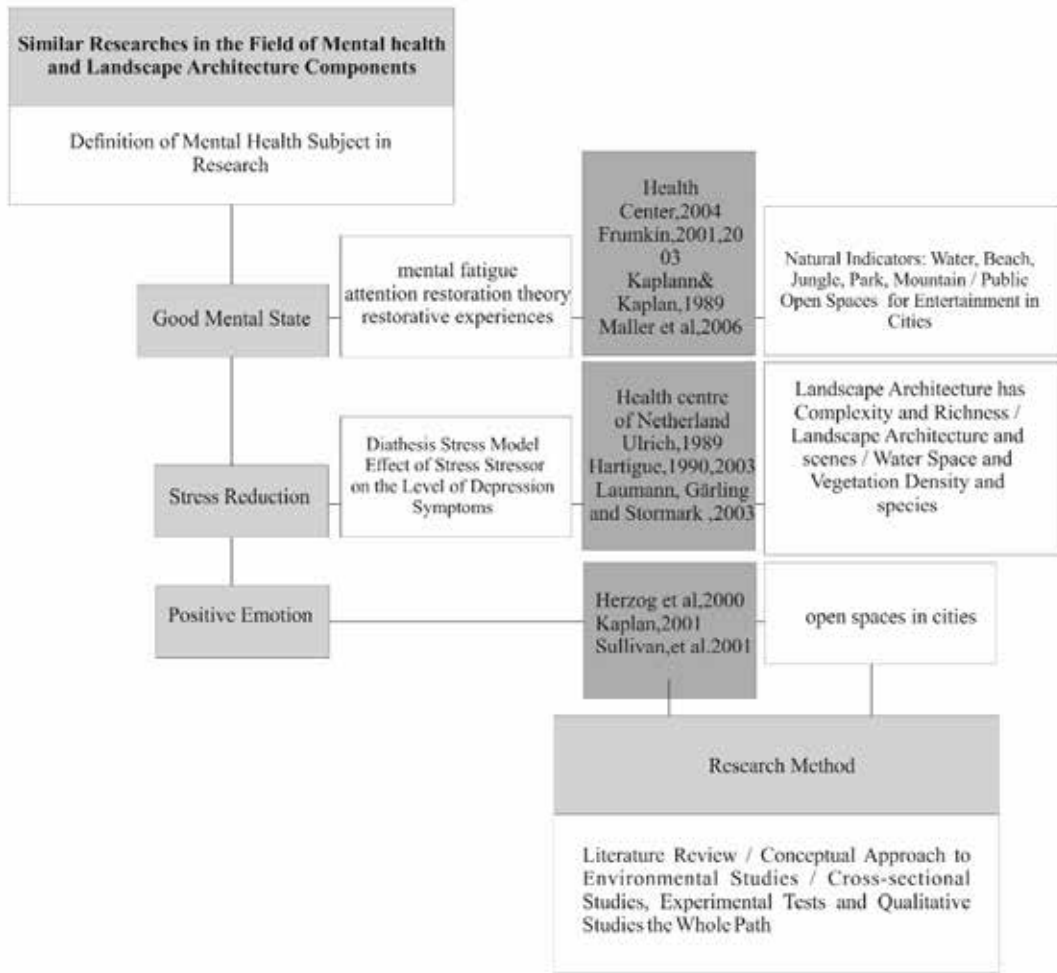 Similar Researches in the Field of Mental health
and Landscape Architecture Components
Definition of Mental Health Subject in
Research
Good Mental State
mental fatigue
attention restoration theory
restorative experiences
Health
Center,2004
Frumkin,2001,20
03
Kaplann&
Kaplan,1989
Maller et al,2006
Natural Indicators: Water, Beach,
Jungle, Park, Mountain / Public
Open Spaces for Entertainment in
Cities
Stress Reduction
Diathesis Stress Model
Effect of Stress Stressor
on the Level of Depression
Symptoms
Health centre
of Netherland
Ulrich,1989
Hartigue,1990,2003
Laumann, Gärling
and Stormark ,2003
Landscape Architecture has
Complexity and Richness /
Landscape Architecture and
scenes / Water Space and
Vegetation Density and
species
Positive Emotion
Herzog et al,2000
Kaplan,2001
Sullivan,et al.2001
open spaces in cities
Research Method
Literature Review / Conceptual Approach to
Environmental Studies / Cross-sectional
Studies, Experimental Tests and Qualitative
Studies the Whole Path